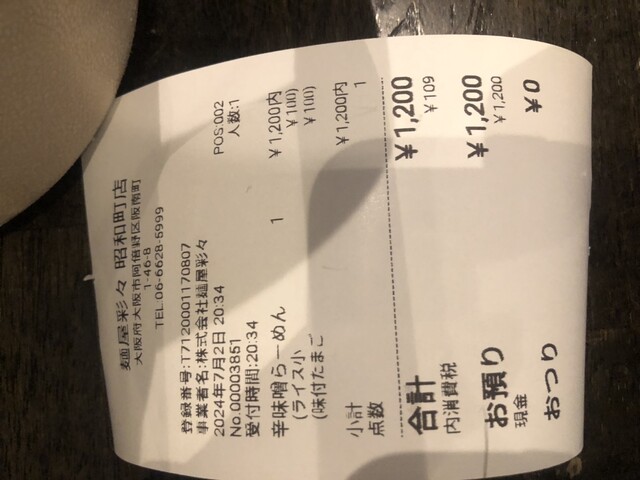 麺屋彩々 昭和町店
大阪府大阪市阿倍野区阪南町
1-46-8
TEL.06-6628-5999
登録番号:T7120001170807
事業者名:株式会社麺屋彩々
2024年7月2日 20:34
No.00003851 POS:002
受付時間:20:34 人数:1
辛味噌らーめん 1 ¥1,200内
(ライス小 ¥100)
(味付たまご ¥100)
小計 ¥1,200内
点数 1
合計 ¥1,200
内消費税 ¥109
お預り ¥1,200
現金 ¥1,200
おつり ¥0